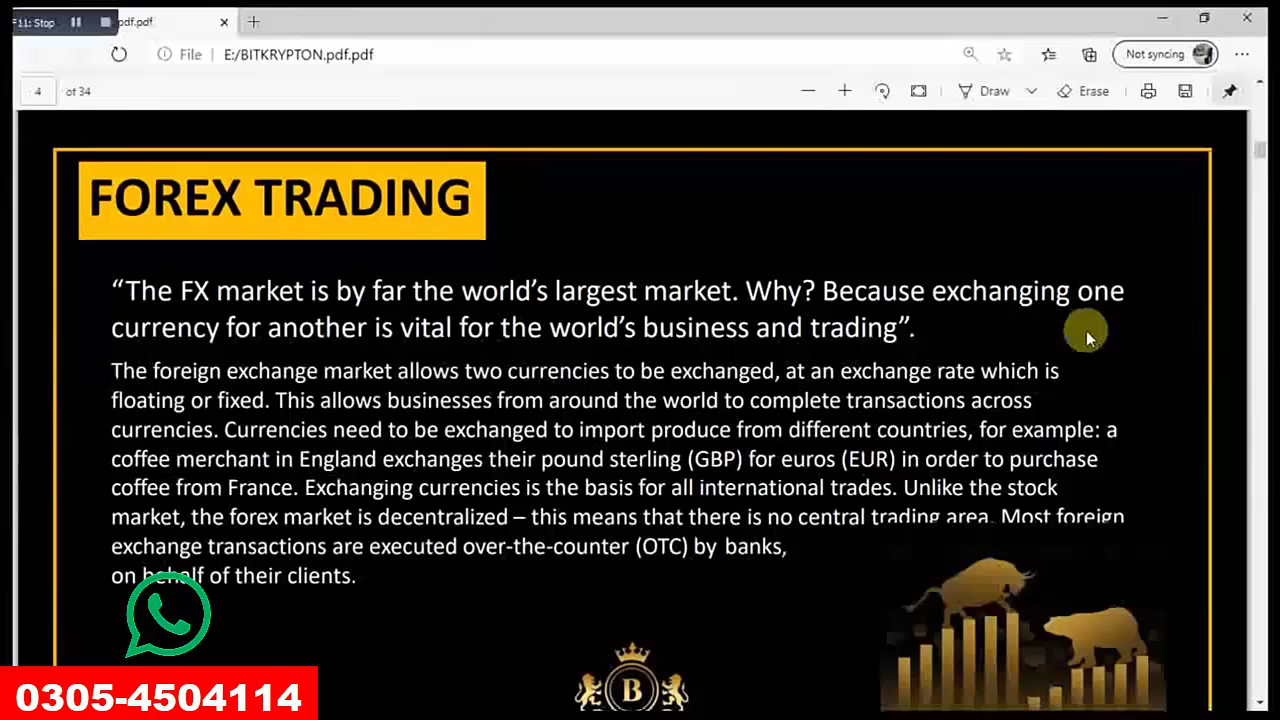 F11: Stop
pdf.pdf
File E:/BITKRYPTON.pdf.pdf
Not syncing
4 of 34
Draw
Erase
FOREX TRADING
“The FX market is by far the world’s largest market. Why? Because exchanging one
currency for another is vital for the world’s business and trading”.
The foreign exchange market allows two currencies to be exchanged, at an exchange rate which is
floating or fixed. This allows businesses from around the world to complete transactions across
currencies. Currencies need to be exchanged to import produce from different countries, for example: a
coffee merchant in England exchanges their pound sterling (GBP) for euros (EUR) in order to purchase
coffee from France. Exchanging currencies is the basis for all international trades. Unlike the stock
market, the forex market is decentralized – this means that there is no central trading area. Most foreign
exchange transactions are executed over-the-counter (OTC) by banks,
on behalf of their clients.
B
0305-4504114